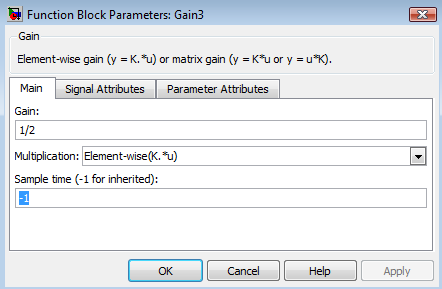 Function Block Parameters: Gain3
Gain
Element-wise gain (y = K.*u) or matrix gain (y = K*u or y = u*K).
Main Signal Attributes Parameter Attributes
Gain:
1/2
Multiplication: Element-wise(K.*u)
Sample time (-1 for inherited):
-1
OK Cancel Help Apply